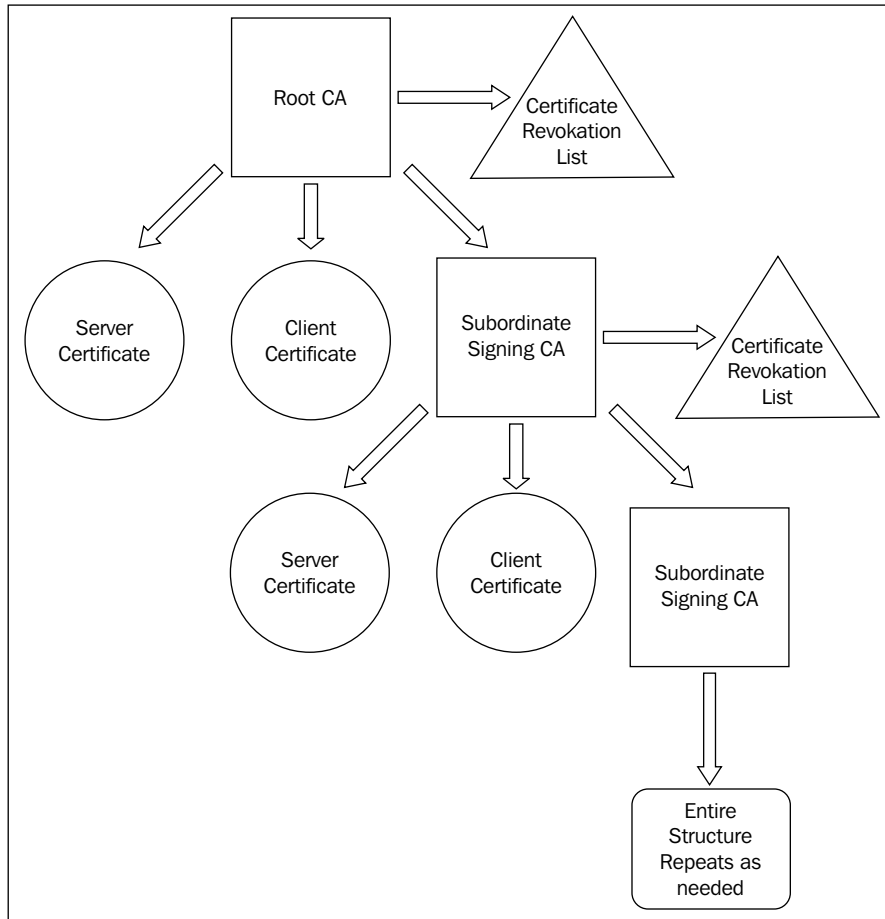 Root CA
Certificate
Revokation
List
Server
Certificate
Client
Certificate
Subordinate
Signing CA
Certificate
Revokation
List
Server
Certificate
Client
Certificate
Subordinate
Signing CA
Entire
Structure
Repeats as
needed